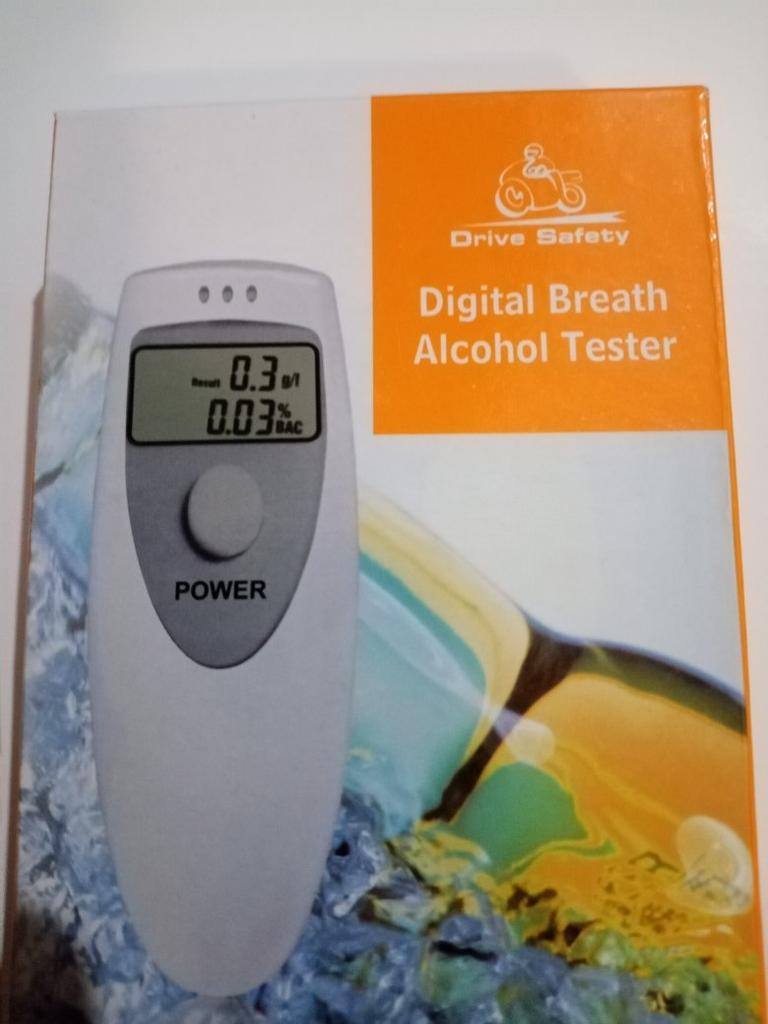 Drive Safety
Digital Breath
Alcohol Tester
Result 0.3 g/l
0.03 % BAC
POWER